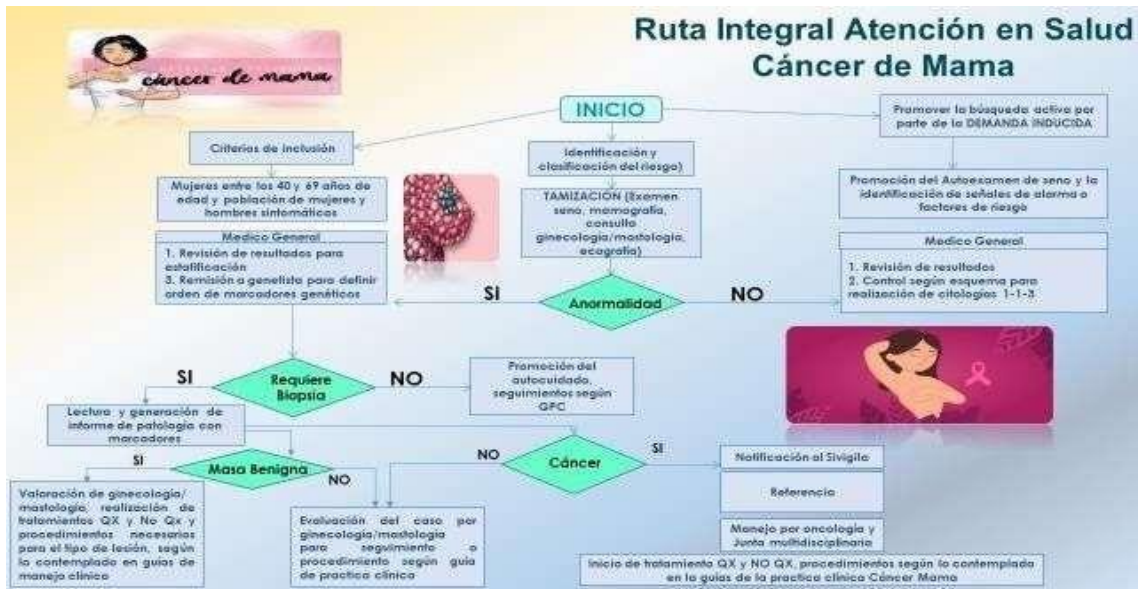 Ruta Integral Atención en Salud
Cáncer de Mama
cáncer de mama
INICIO
Promover la búsqueda activa por
parte de la DEMANDA INDUCIDA
Criterios de inclusión
Identificación y
clasificación del riesgo)
Mujeres entre los 40 y 69 años de
edad y población de mujeres y
hombres sintomáticos
TAMIZACIÓN (Examen
seno, mamografía,
consulta
ginecología/mastología,
ecografía)
Promoción del Autoexamen de seno y la
identificación de señales de alarma o
factores de riesgo
Medico General
1. Revisión de resultados para
estatificación
3. Remisión a genetista para definir
orden de marcadores genéticos
Medico General
1. Revisión de resultados
2. Control según esquema para
realización de citologías 1-1-3
SI
Anormalidad
NO
SI
Requiere
Biopsia
NO
Promoción del
autocuidado,
seguimientos según
GPC
Lectura y generación de
informe de patología con
marcadores
SI
Masa Benigna
NO
NO
Cáncer
SI
Notificación al Sivigila
Referencia
Manejo por oncología y
Junta multidisciplinaria
Valoración de ginecología/
mastología, realización de
tratamientos QX y No Qx y
procedimientos necesarios
para el tipo de lesión, según
lo contemplado en guías de
manejo clínico
Evaluación del caso por
ginecología/mastología
para seguimiento o
procedimiento según guía
de practica clínica
Inicio de tratamiento QX y NO QX, procedimientos según lo contemplado
en la guías de la practica clínica Cáncer Mama